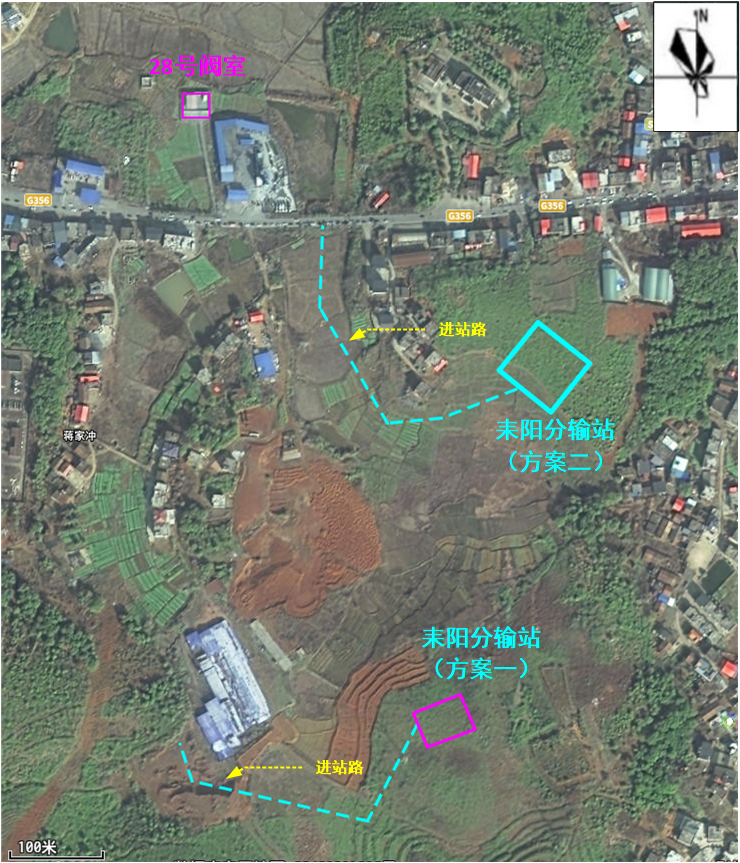 N
28号阀室
G356
G356
G356
进站路
耒阳分输站
（方案二）
蒋家冲
耒阳分输站
（方案一）
进站路
100米